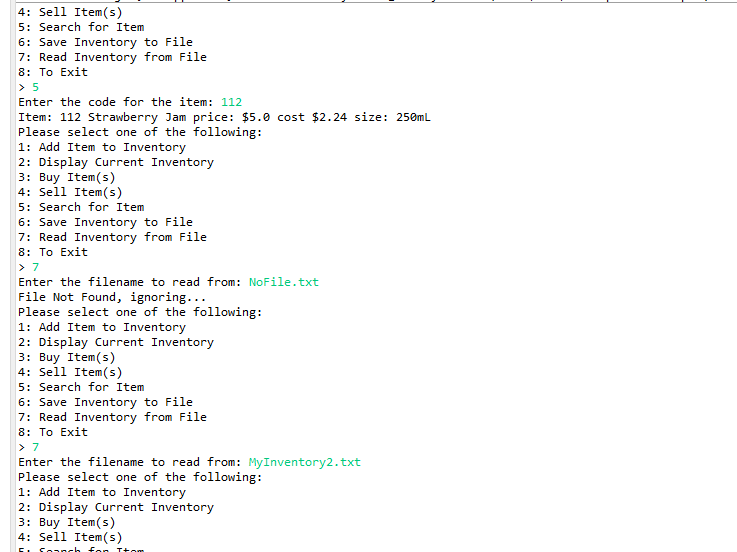 4: Sell Item(s)
5: Search for Item
6: Save Inventory to File
7: Read Inventory from File
8: To Exit
> 5
Enter the code for the item: 112
Item: 112 Strawberry Jam price: $5.0 cost $2.24 size: 250mL
Please select one of the following:
1: Add Item to Inventory
2: Display Current Inventory
3: Buy Item(s)
4: Sell Item(s)
5: Search for Item
6: Save Inventory to File
7: Read Inventory from File
8: To Exit
> 7
Enter the filename to read from: NoFile.txt
File Not Found, ignoring...
Please select one of the following:
1: Add Item to Inventory
2: Display Current Inventory
3: Buy Item(s)
4: Sell Item(s)
5: Search for Item
6: Save Inventory to File
7: Read Inventory from File
8: To Exit
> 7
Enter the filename to read from: MyInventory2.txt
Please select one of the following:
1: Add Item to Inventory
2: Display Current Inventory
3: Buy Item(s)
4: Sell Item(s)
5: Search for Item